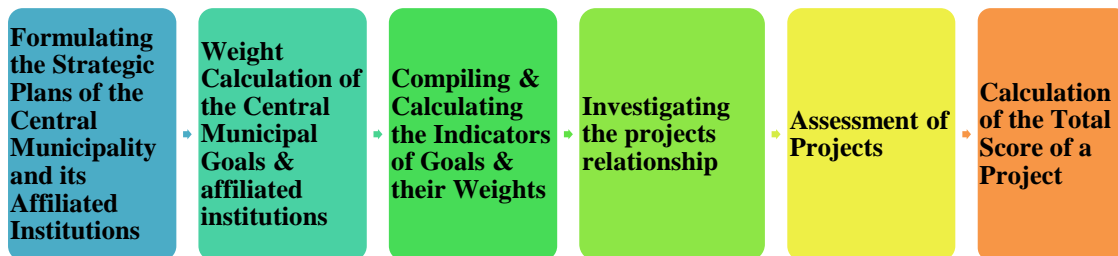 Formulating
the Strategic
Plans of the
Central
Municipality
and its
Affiliated
Institutions
Weight
Calculation of
the Central
Municipal
Goals &
affiliated
institutions
Compiling &
Calculating
the Indicators
of Goals &
their Weights
Investigating
the projects
relationship
Assessment of
Projects
Calculation
of the Total
Score of a
Project